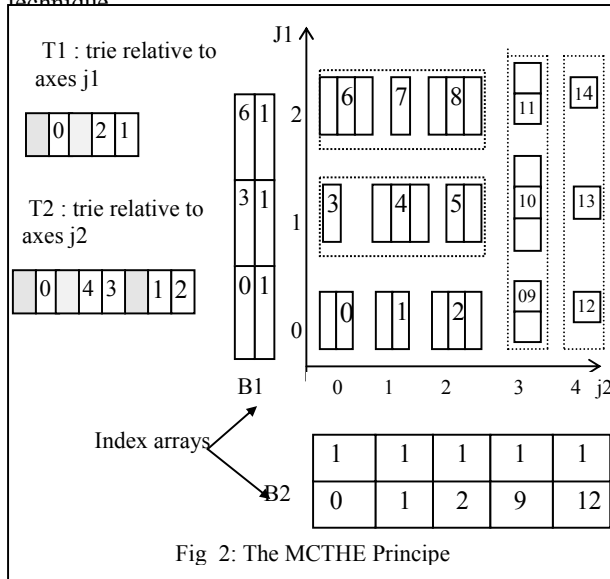 technique
T1 : trie relative to
axes j1
0 2 1
T2 : trie relative to
axes j2
0 4 3 1 2
J1
6 1
3 1
0 1
B1
2
1
0
6 7 8 11 14
3 4 5 10 13
0 1 2 09 12
0 1 2 3 4 j2
Index arrays
B2
1 1 1 1 1
0 1 2 9 12
Fig 2: The MCTHE Principe